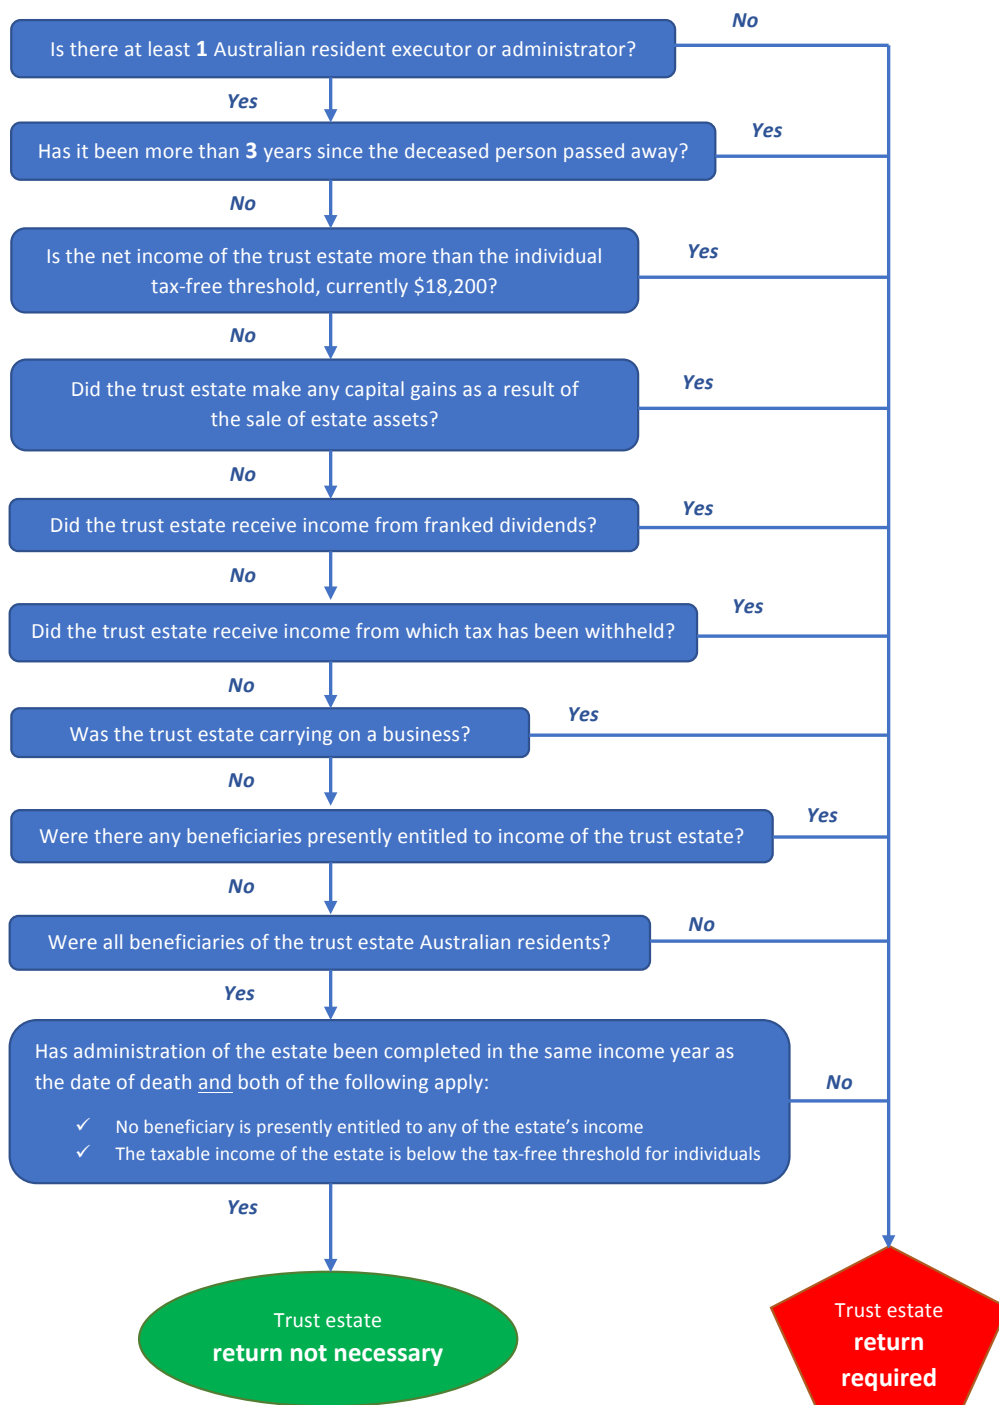 No
Is there at least 1 Australian resident executor or administrator?
Yes
Yes
Has it been more than 3 years since the deceased person passed away?
No
Yes
Is the net income of the trust estate more than the individual
tax-free threshold, currently $18,200?
No
Yes
Did the trust estate make any capital gains as a result of
the sale of estate assets?
No
Yes
Did the trust estate receive income from franked dividends?
No
Yes
Did the trust estate receive income from which tax has been withheld?
No
Yes
Was the trust estate carrying on a business?
No
Yes
Were there any beneficiaries presently entitled to income of the trust estate?
No
No
Were all beneficiaries of the trust estate Australian residents?
Yes
Has administration of the estate been completed in the same income year as
the date of death and both of the following apply:
No
✓ No beneficiary is presently entitled to any of the estate's income
✓ The taxable income of the estate is below the tax-free threshold for individuals
Yes
Trust estate
return not necessary
Trust estate
return
required